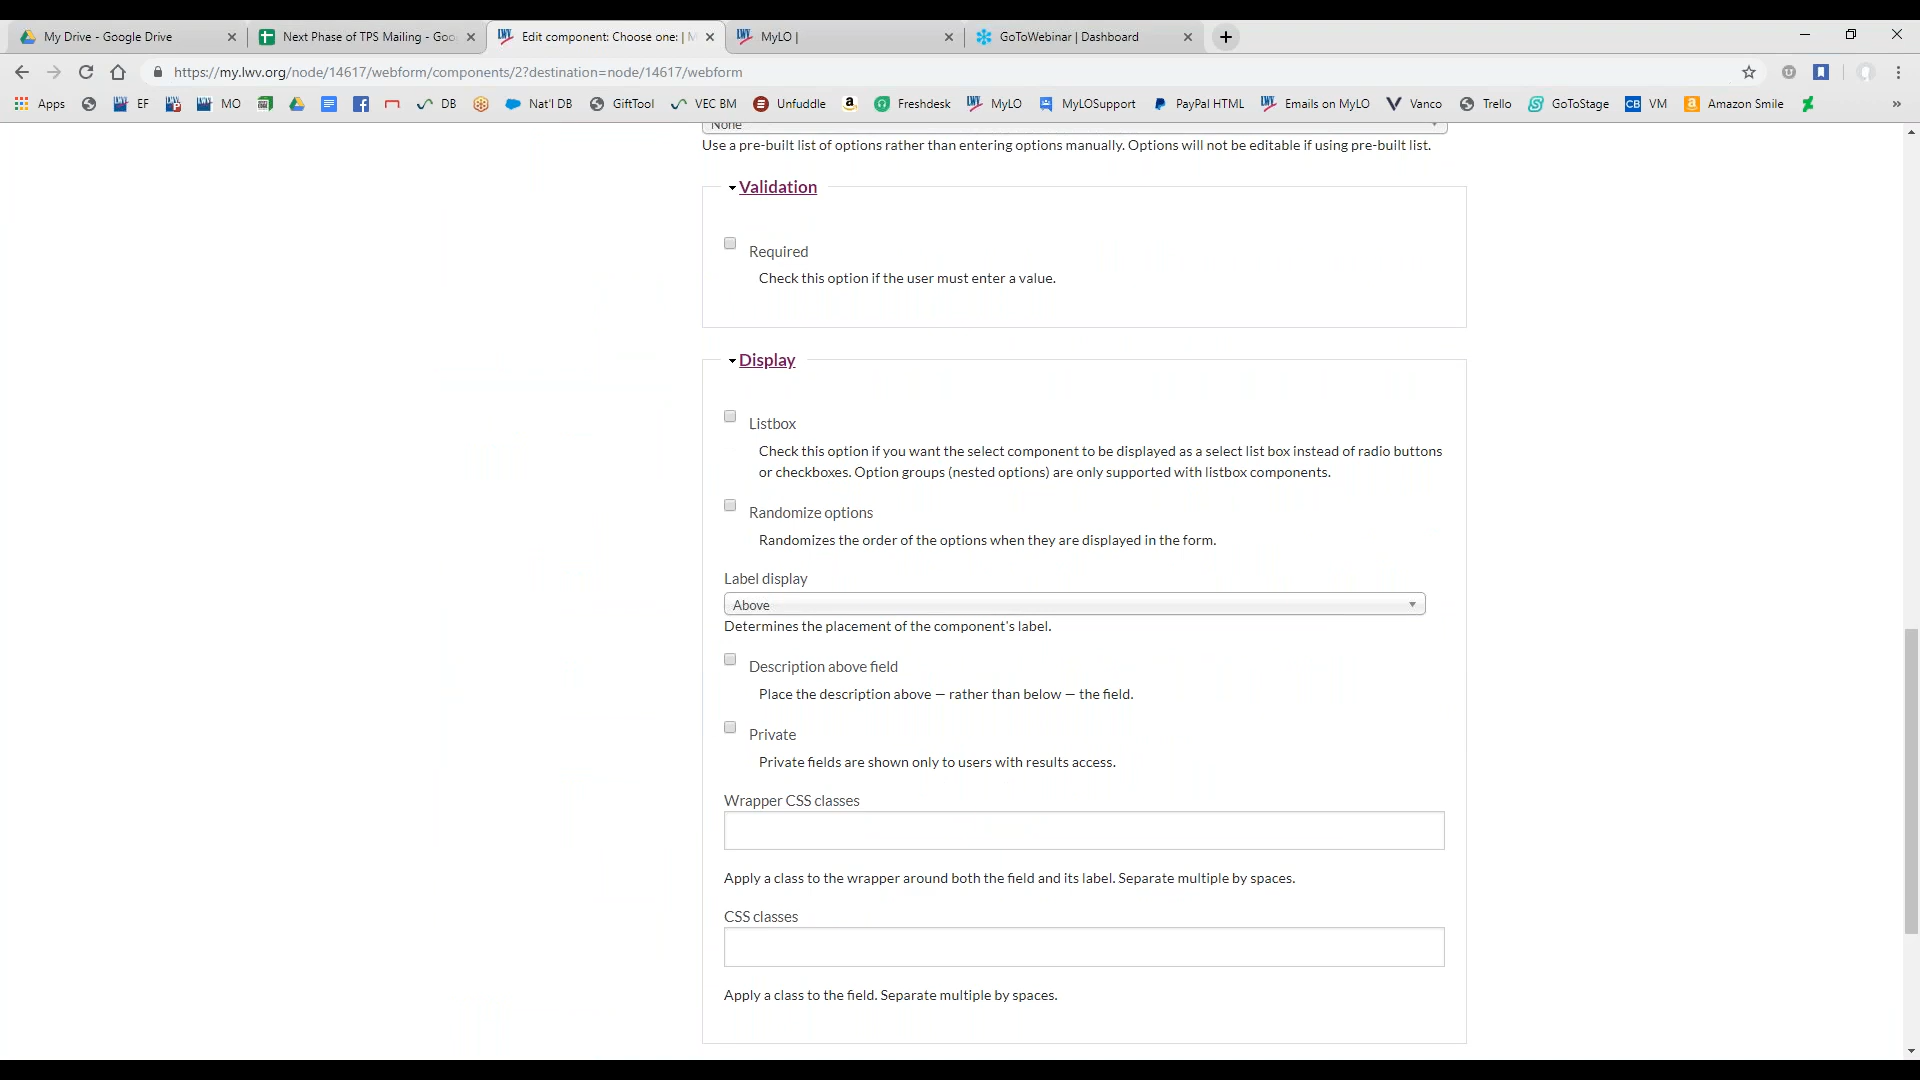 My Drive - Google Drive
Next Phase of TPS Mailing - Goo
Edit component: Choose one: | M
MyLO |
GoToWebinar | Dashboard
https://my.lwv.org/node/14617/webform/components/2?destination=node/14617/webform
Apps EF MO DB Nat'l DB GiftTool VEC BM Unfuddle Freshdesk MyLO MyLOSupport PayPal HTML Emails on MyLO Vanco Trello GoToStage CB VM Amazon Smile
None
Use a pre-built list of options rather than entering options manually. Options will not be editable if using pre-built list.
Validation
Required
Check this option if the user must enter a value.
Display
Listbox
Check this option if you want the select component to be displayed as a select list box instead of radio buttons
or checkboxes. Option groups (nested options) are only supported with listbox components.
Randomize options
Randomizes the order of the options when they are displayed in the form.
Label display
Above
Determines the placement of the component's label.
Description above field
Place the description above — rather than below — the field.
Private
Private fields are shown only to users with results access.
Wrapper CSS classes
Apply a class to the wrapper around both the field and its label. Separate multiple by spaces.
CSS classes
Apply a class to the field. Separate multiple by spaces.